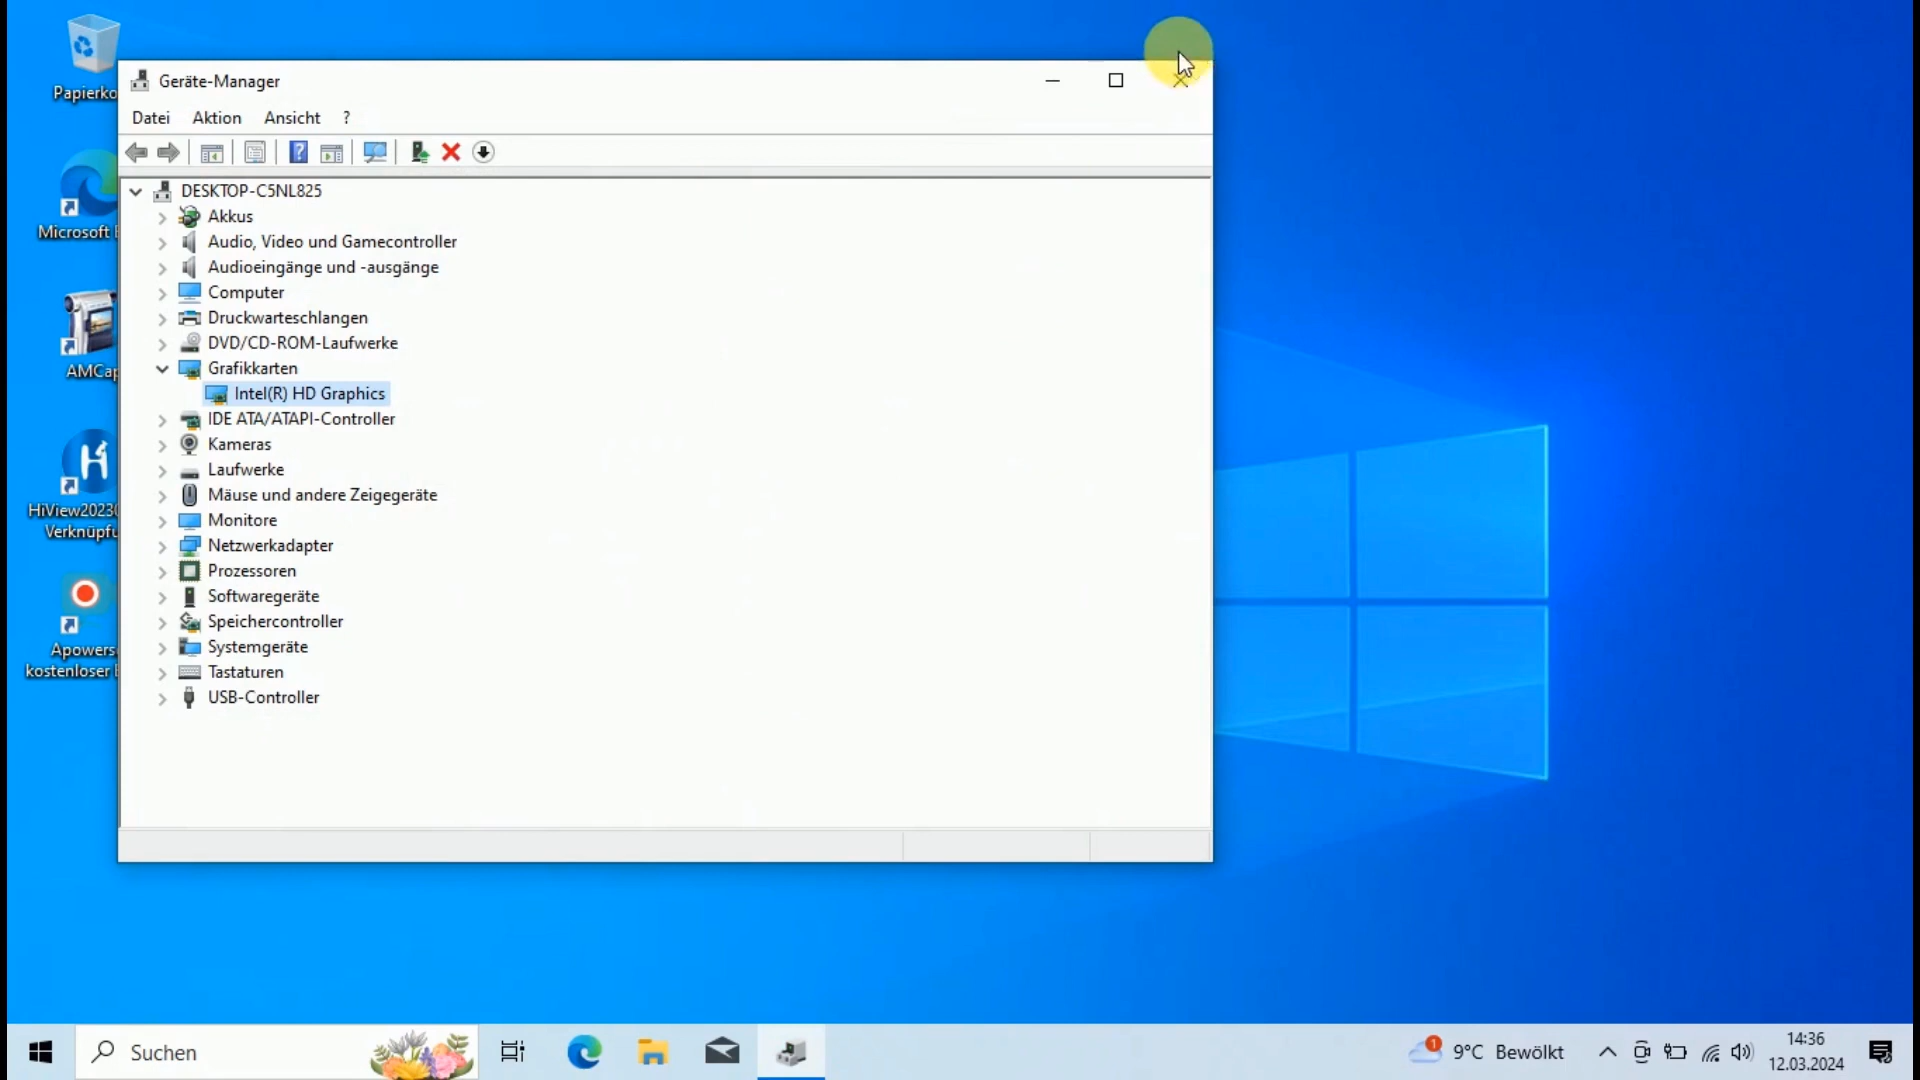 Papierko
Geräte-Manager
Datei Aktion Ansicht ?
DESKTOP-C5NL825
Akkus
Audio, Video und Gamecontroller
Audioeingänge und -ausgänge
Computer
Druckwarteschlangen
DVD/CD-ROM-Laufwerke
Grafikkarten
Intel(R) HD Graphics
IDE ATA/ATAPI-Controller
Kameras
Laufwerke
Mäuse und andere Zeigegeräte
Monitore
Netzwerkadapter
Prozessoren
Softwaregeräte
Speichercontroller
Systemgeräte
Tastaturen
USB-Controller
Microsoft
AMCap
HiView2023
Verknüpfu
Apowers
kostenloser
Suchen
1
9°C Bewölkt
14:36
12.03.2024